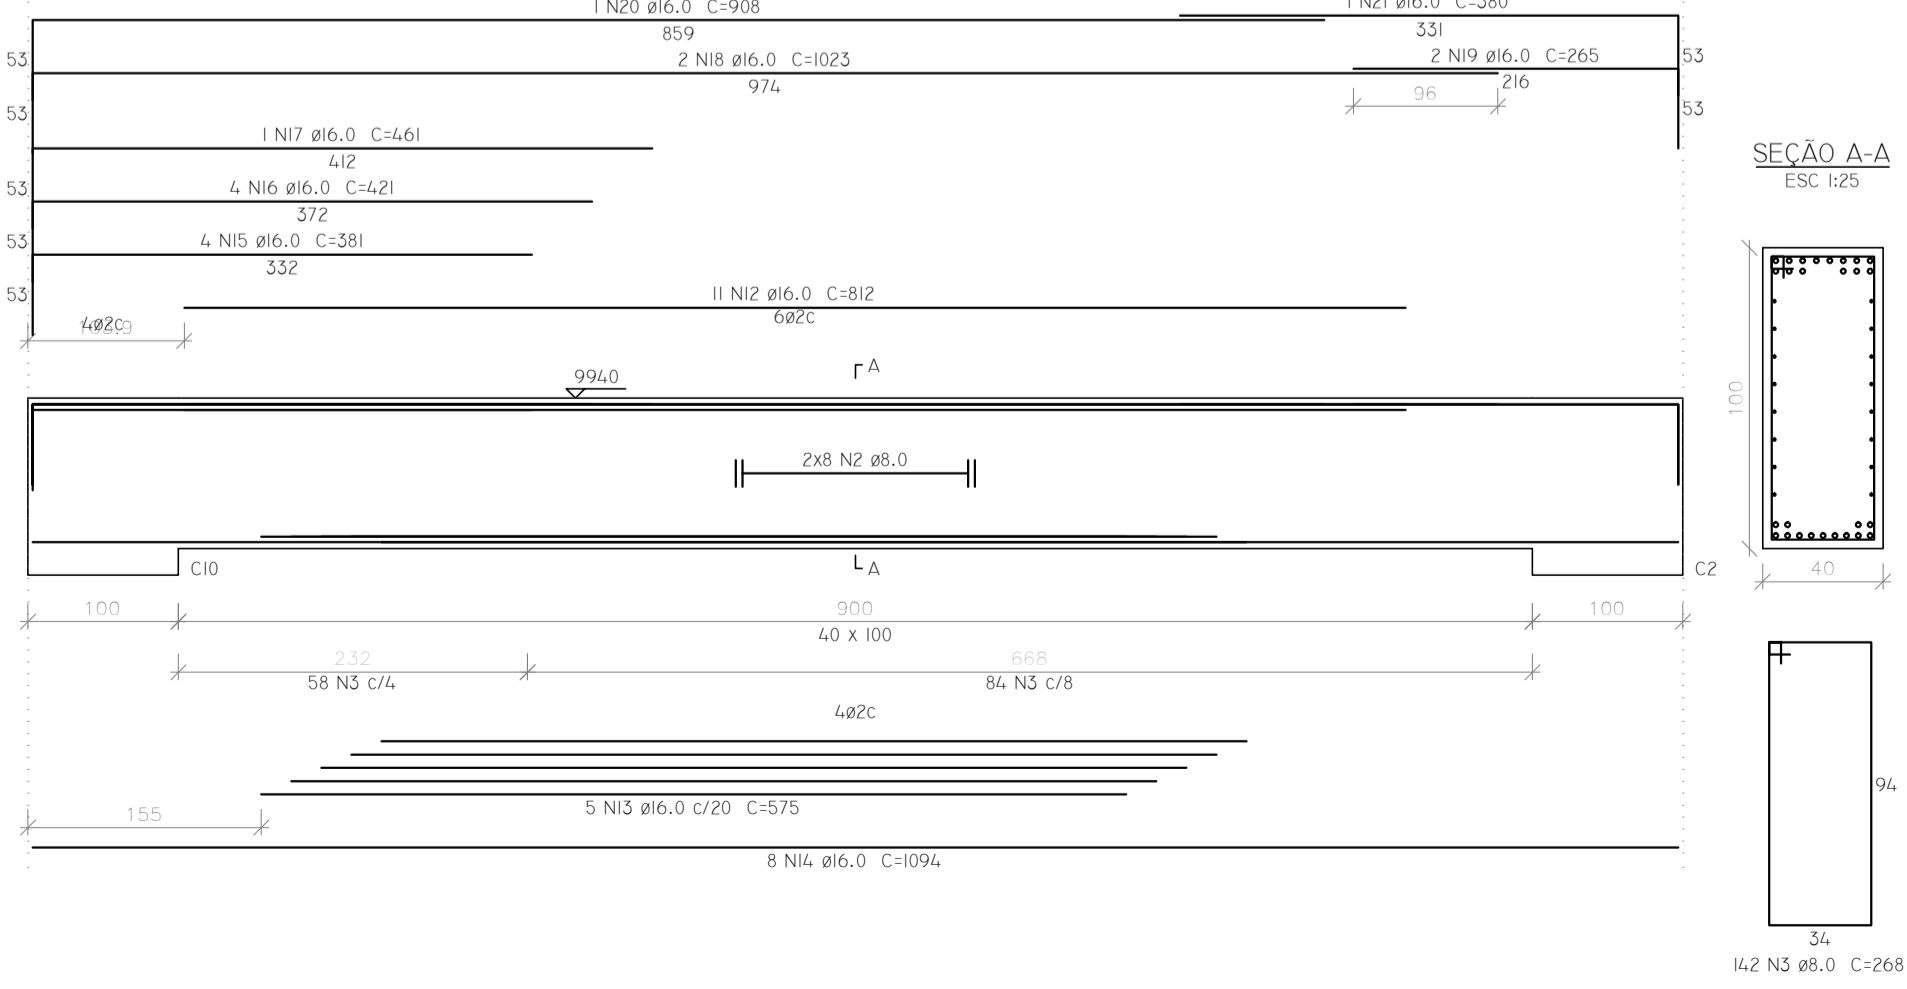 1 N20 ø16.0 C=908
1 N21 ø16.0 C=380
859
331
53
2 N18 ø16.0 C=1023
2 N19 ø16.0 C=265
53
974
216
96
53
53
1 N17 ø16.0 C=461
412
53
4 N16 ø16.0 C=421
372
53
4 N15 ø16.0 C=381
332
53
11 N12 ø16.0 C=812
6ø2c
4ø2c
SEÇÃO A-A
ESC 1:25
A
9940
2x8 N2 ø8.0
100
C10
A
C2
40
100
900
100
40 x 100
232
668
58 N3 c/4
84 N3 c/8
4ø2c
5 N13 ø16.0 c/20 C=575
155
8 N14 ø16.0 C=1094
94
34
142 N3 ø8.0 C=268